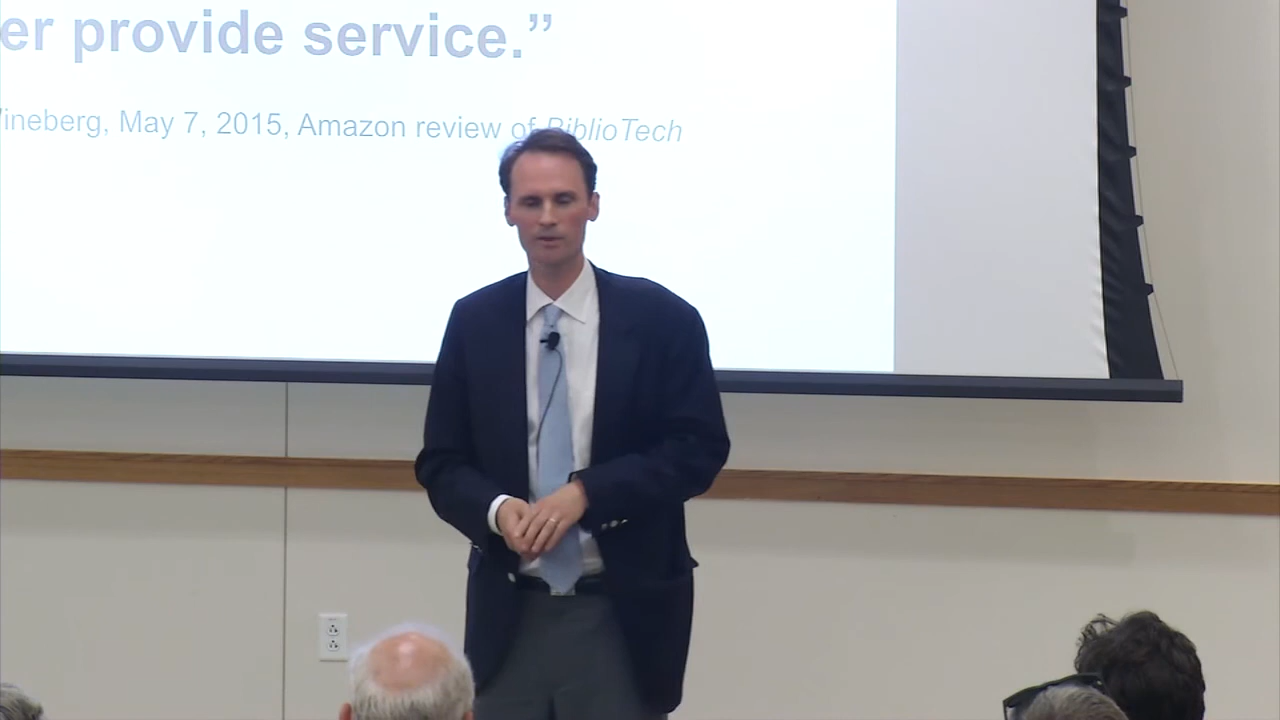 er provide service.”
ineberg, May 7, 2015, Amazon review of BiblioTech